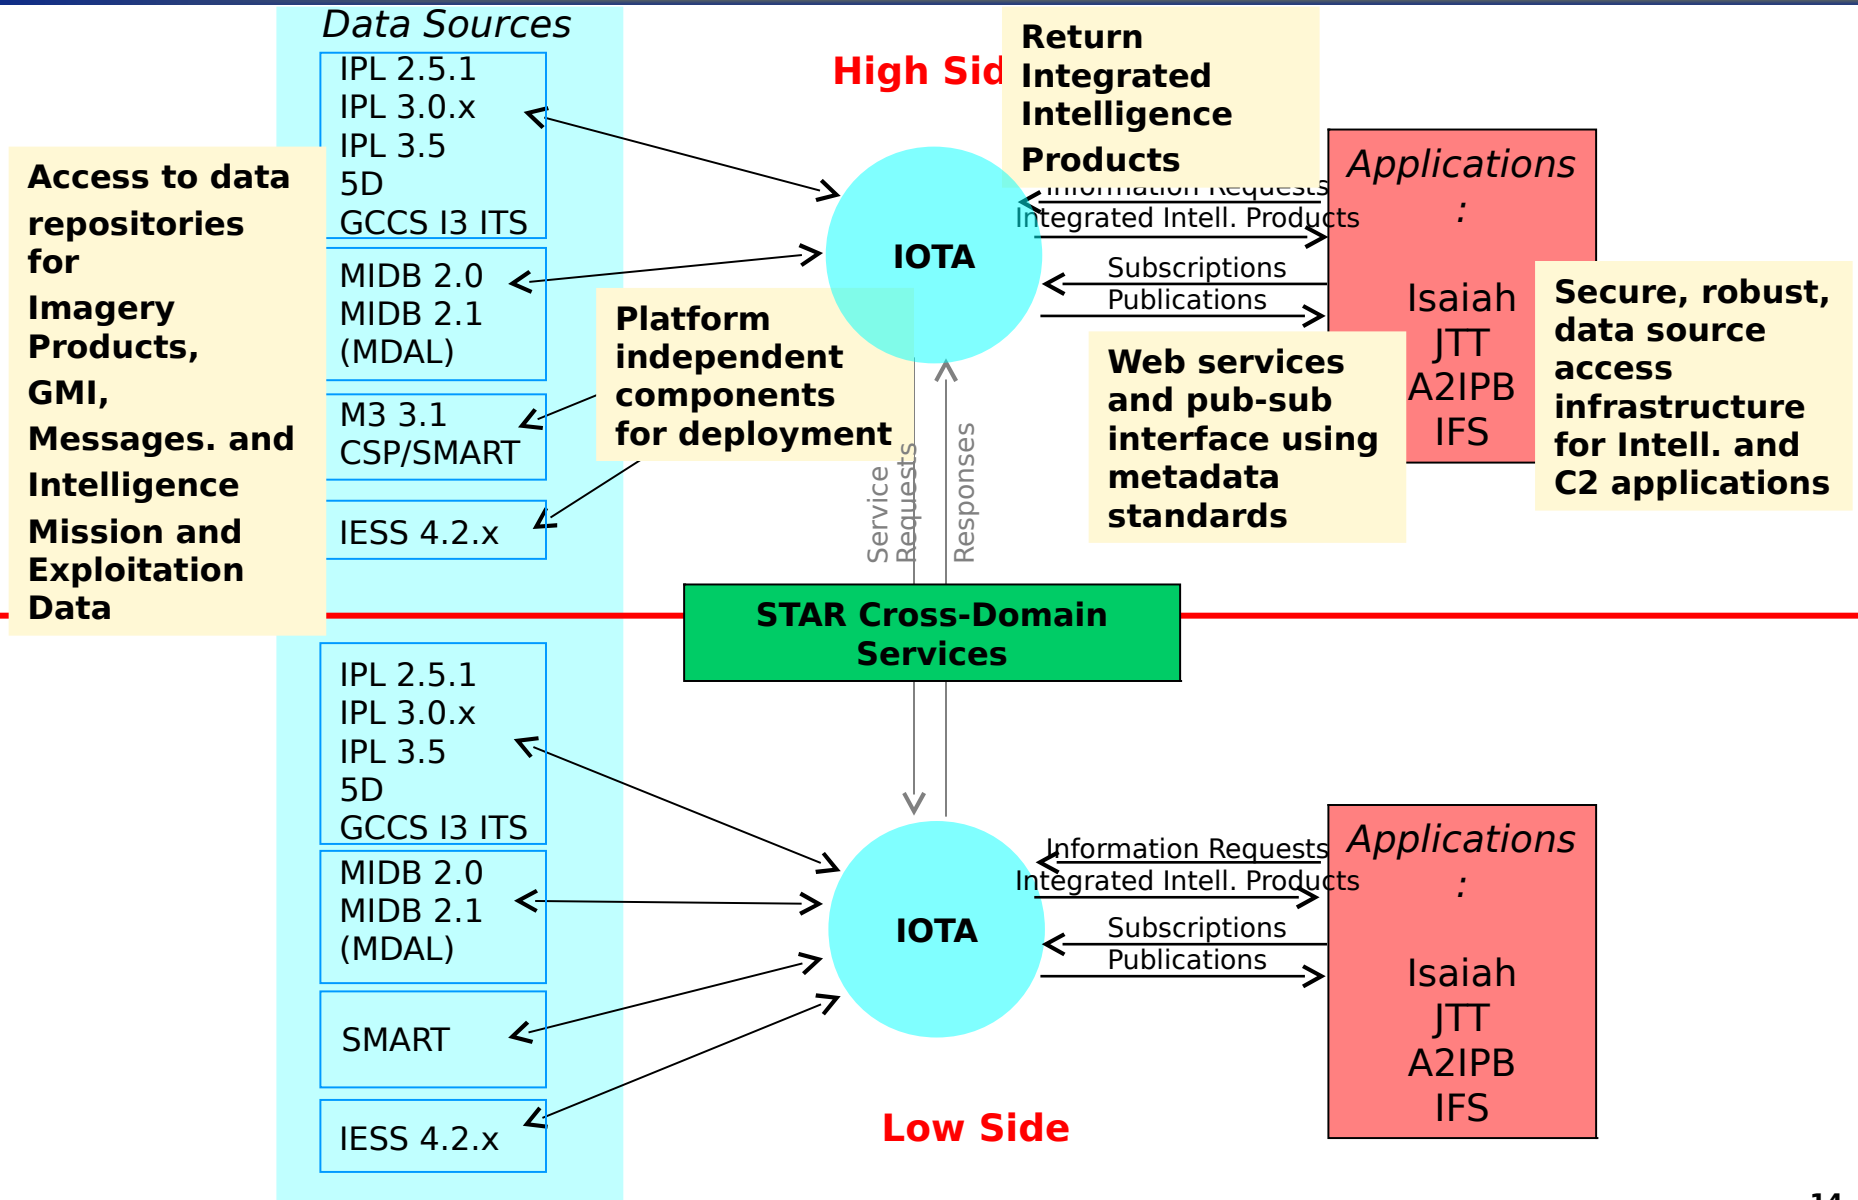 Data Sources
IPL 2.5.1
IPL 3.0.x
IPL 3.5
5D
GCCS I3 ITS
MIDB 2.0
MIDB 2.1
(MDAL)
M3 3.1
CSP/SMART
IESS 4.2.x
Access to data
repositories
for
Imagery
Products,
GMI,
Messages. and
Intelligence
Mission and
Exploitation
Data
High Sid
Return
Integrated
Intelligence
Products
IOTA
Information Requests
Integrated Intell. Products
Subscriptions
Publications
Applications
:
Isaiah
JTT
A2IPB
IFS
Platform
independent
components
for deployment
Web services
and pub-sub
interface using
metadata
standards
Secure, robust,
data source
access
infrastructure
for Intell. and
C2 applications
Service
Requests
Responses
STAR Cross-Domain
Services
IPL 2.5.1
IPL 3.0.x
IPL 3.5
5D
GCCS I3 ITS
MIDB 2.0
MIDB 2.1
(MDAL)
SMART
IESS 4.2.x
IOTA
Information Requests
Integrated Intell. Products
Subscriptions
Publications
Applications
:
Isaiah
JTT
A2IPB
IFS
Low Side
14